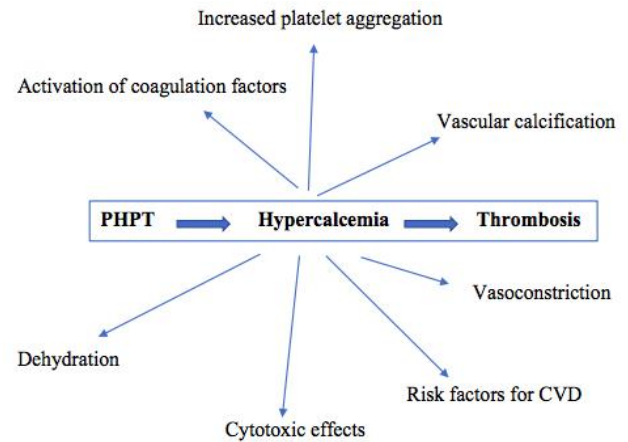 Increased platelet aggregation
Activation of coagulation factors
Vascular calcification
PHPT Hypercalcemia Thrombosis
Vasoconstriction
Dehydration
Risk factors for CVD
Cytotoxic effects